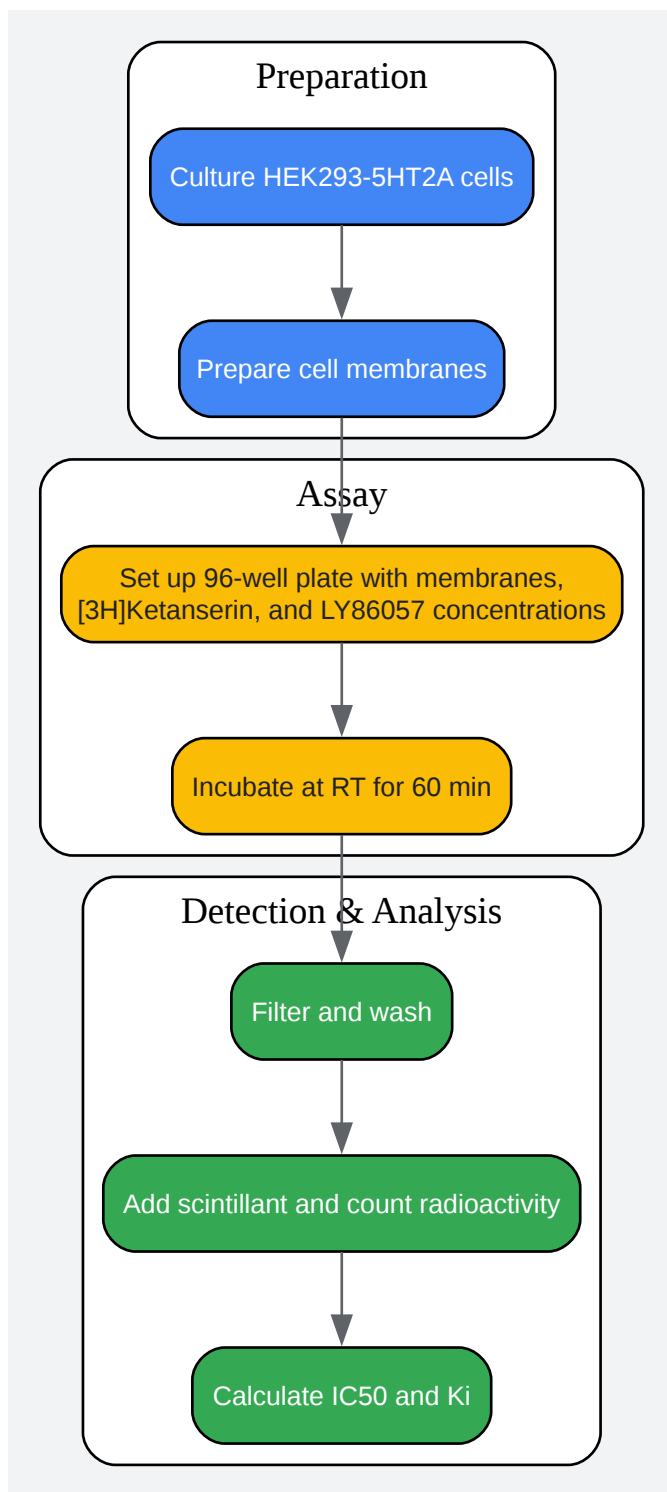 Preparation
Culture HEK293-5HT2A cells
Prepare cell membranes
Assay
Set up 96-well plate with membranes,
[3H]Ketanserin, and LY86057 concentrations
Incubate at RT for 60 min
Detection & Analysis
Filter and wash
Add scintillant and count radioactivity
Calculate IC50 and Ki